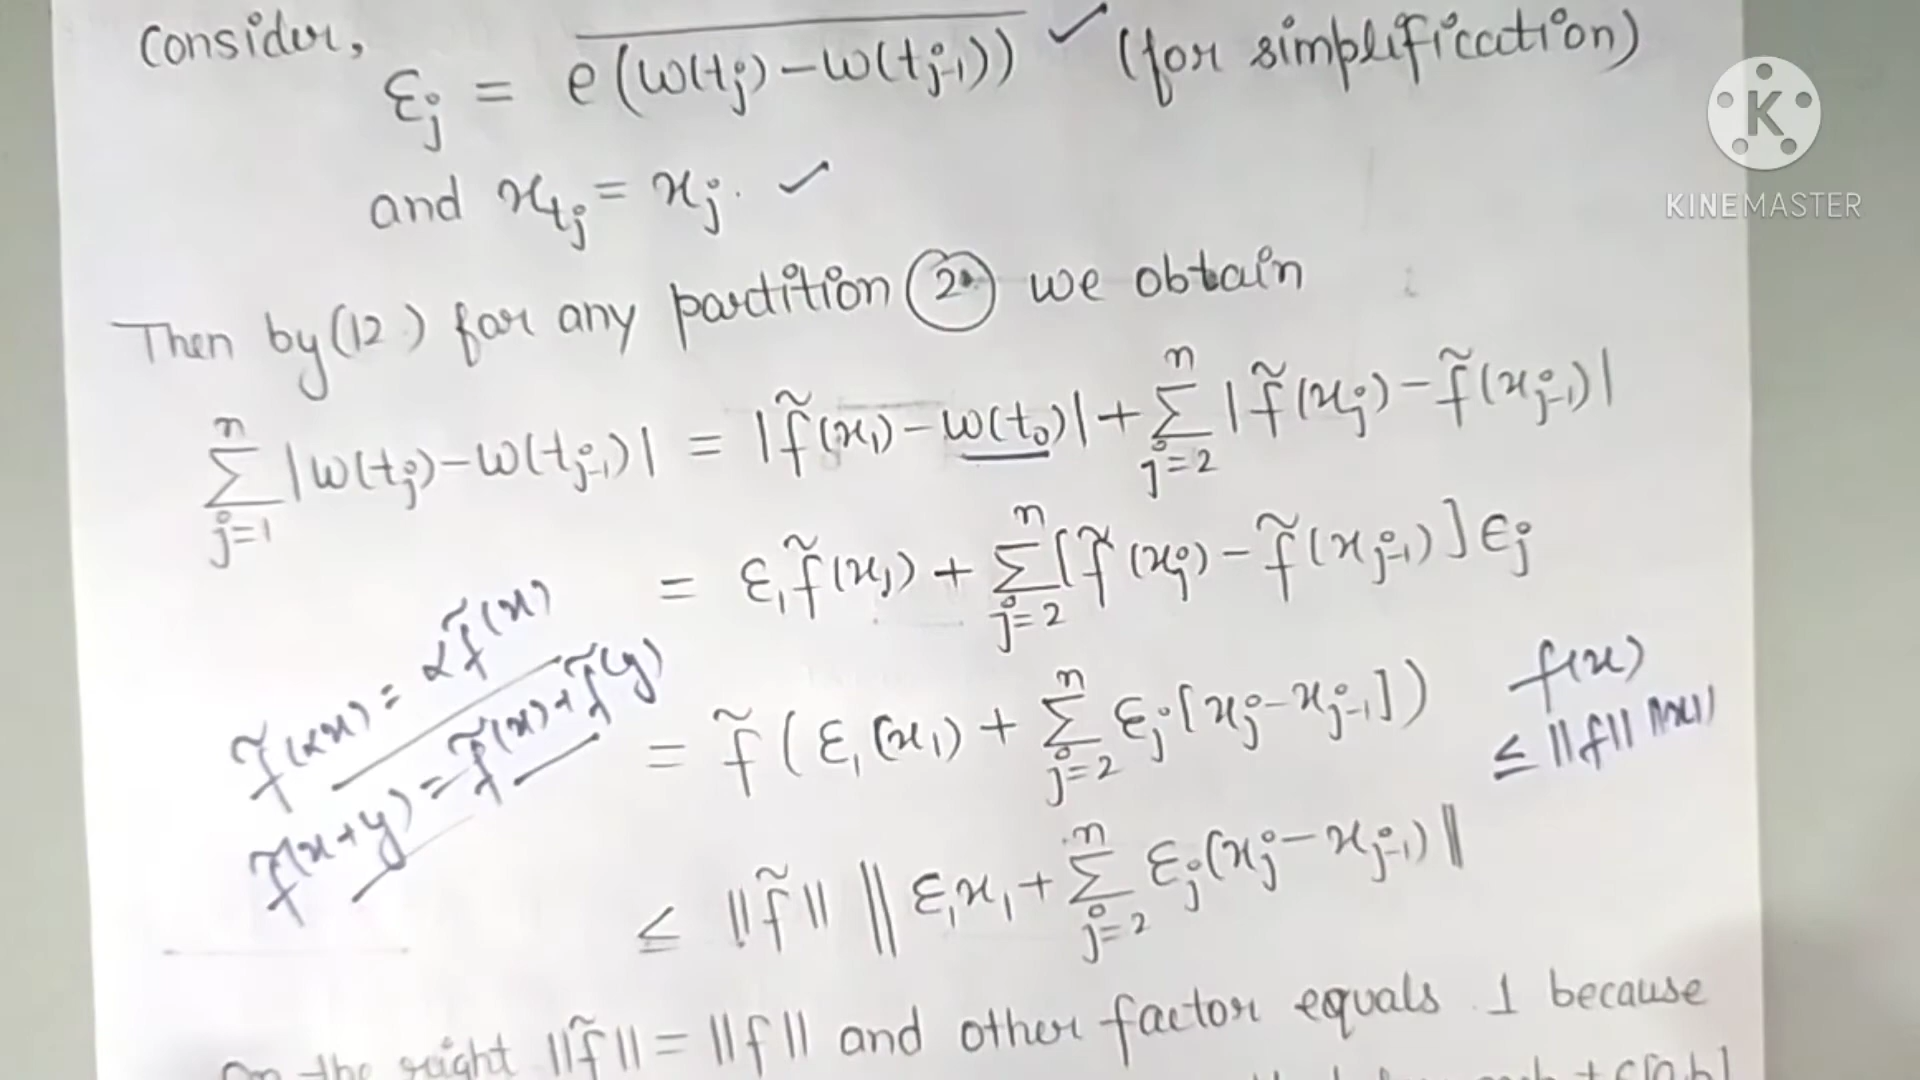 Consider,
εj = e(w(tj) – w(tj-1)) ✓ (for simplification)
K
KINEMASTER
and x_tj = xj. ✓
Then by (12) for any partition (2) we obtain
n∑j=1 |w(tj) – w(tj-1)| = |f̃(x1) – w(t0)| + n∑j=2 |f̃(xj) – f̃(xj-1)|
= ε1 f̃(x1) + n∑j=2 [f̃(xj) – f̃(xj-1)] εj
f̃(αx) = αf̃(x)
f̃(x+y) = f̃(x) + f̃(y)
= f̃(ε1(x1) + n∑j=2 εj[xj – xj-1])
f(x)
≤ ||f|| ||x||
≤ ||f̃|| || ε1x1 + n∑j=2 εj(xj – xj-1) ||
On the right ||f̃|| = ||f|| and other factor equals 1 because